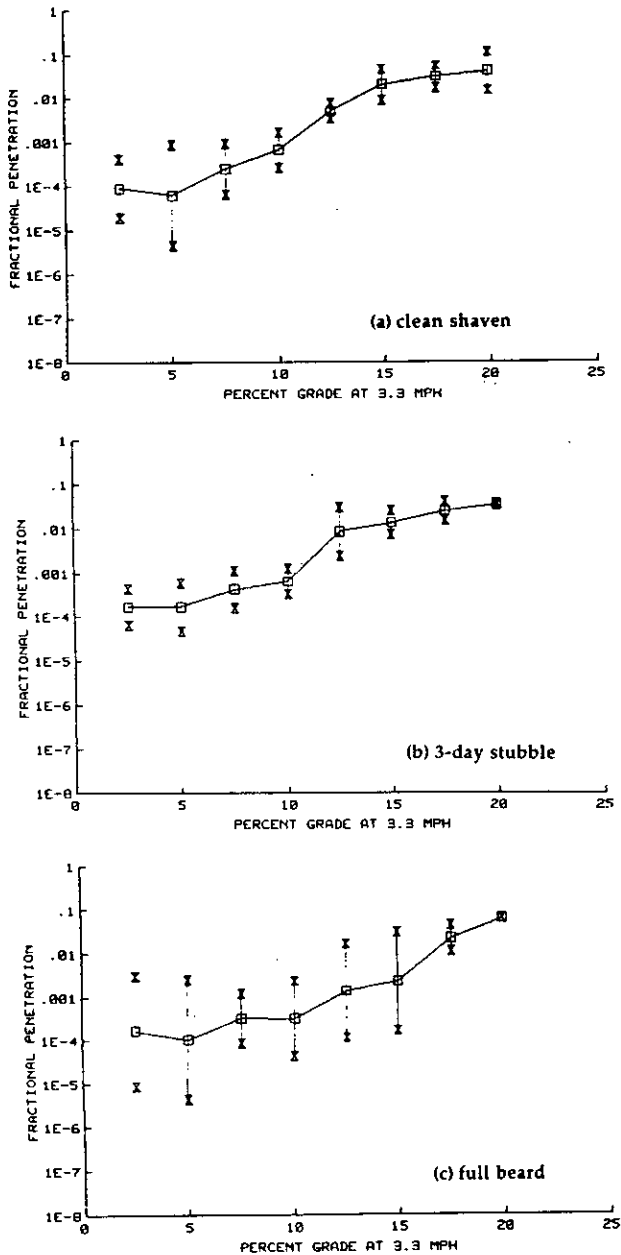 1
.1
.01
.001
1E-4
1E-5
1E-6
1E-7
1E-8
FRACTIONAL PENETRATION
(a) clean shaven
0 5 10 15 20 25
PERCENT GRADE AT 3.3 MPH
1
.1
.01
.001
1E-4
1E-5
1E-6
1E-7
1E-8
FRACTIONAL PENETRATION
(b) 3-day stubble
0 5 10 15 20 25
PERCENT GRADE AT 3.3 MPH
1
.1
.01
.001
1E-4
1E-5
1E-6
1E-7
1E-8
FRACTIONAL PENETRATION
(c) full beard
0 5 10 15 20 25
PERCENT GRADE AT 3.3 MPH